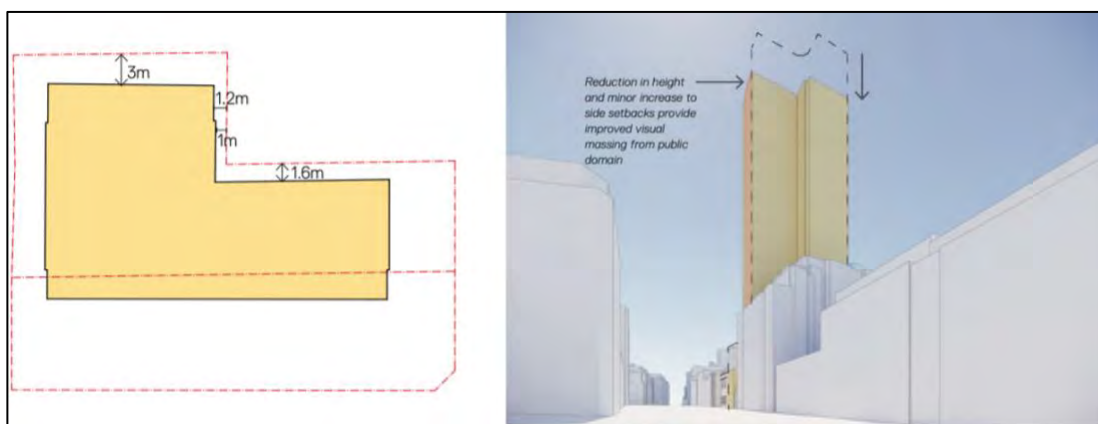 3m
1.2m
1m
1.6m
Reduction in height
and minor increase to
side setbacks provide
improved visual
massing from public
domain